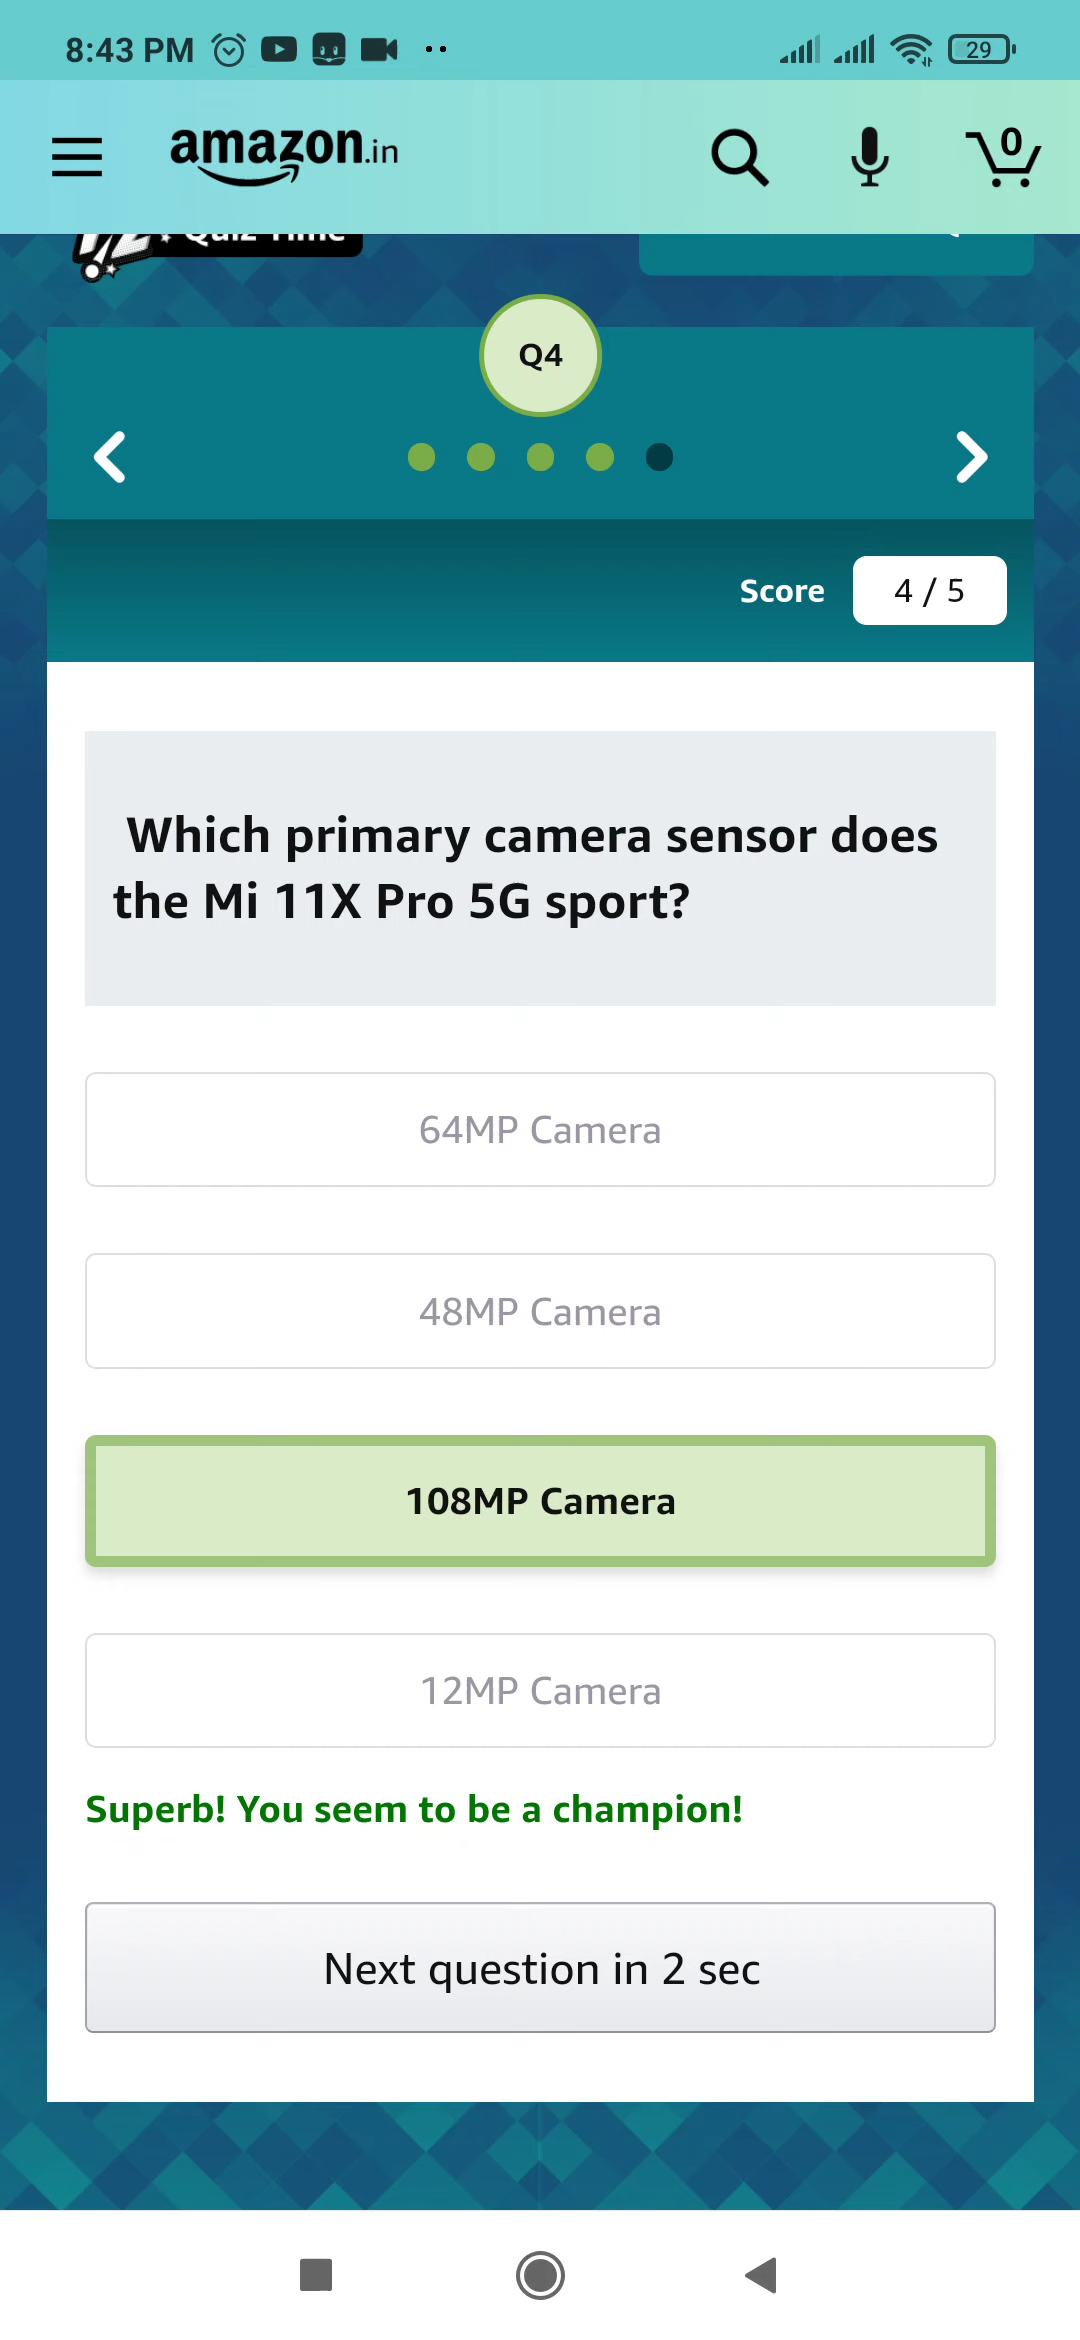 8:43 PM
29
amazon.in
0
Quiz Time
Q4
Score
4 / 5
Which primary camera sensor does
the Mi 11X Pro 5G sport?
64MP Camera
48MP Camera
108MP Camera
12MP Camera
Superb! You seem to be a champion!
Next question in 2 sec